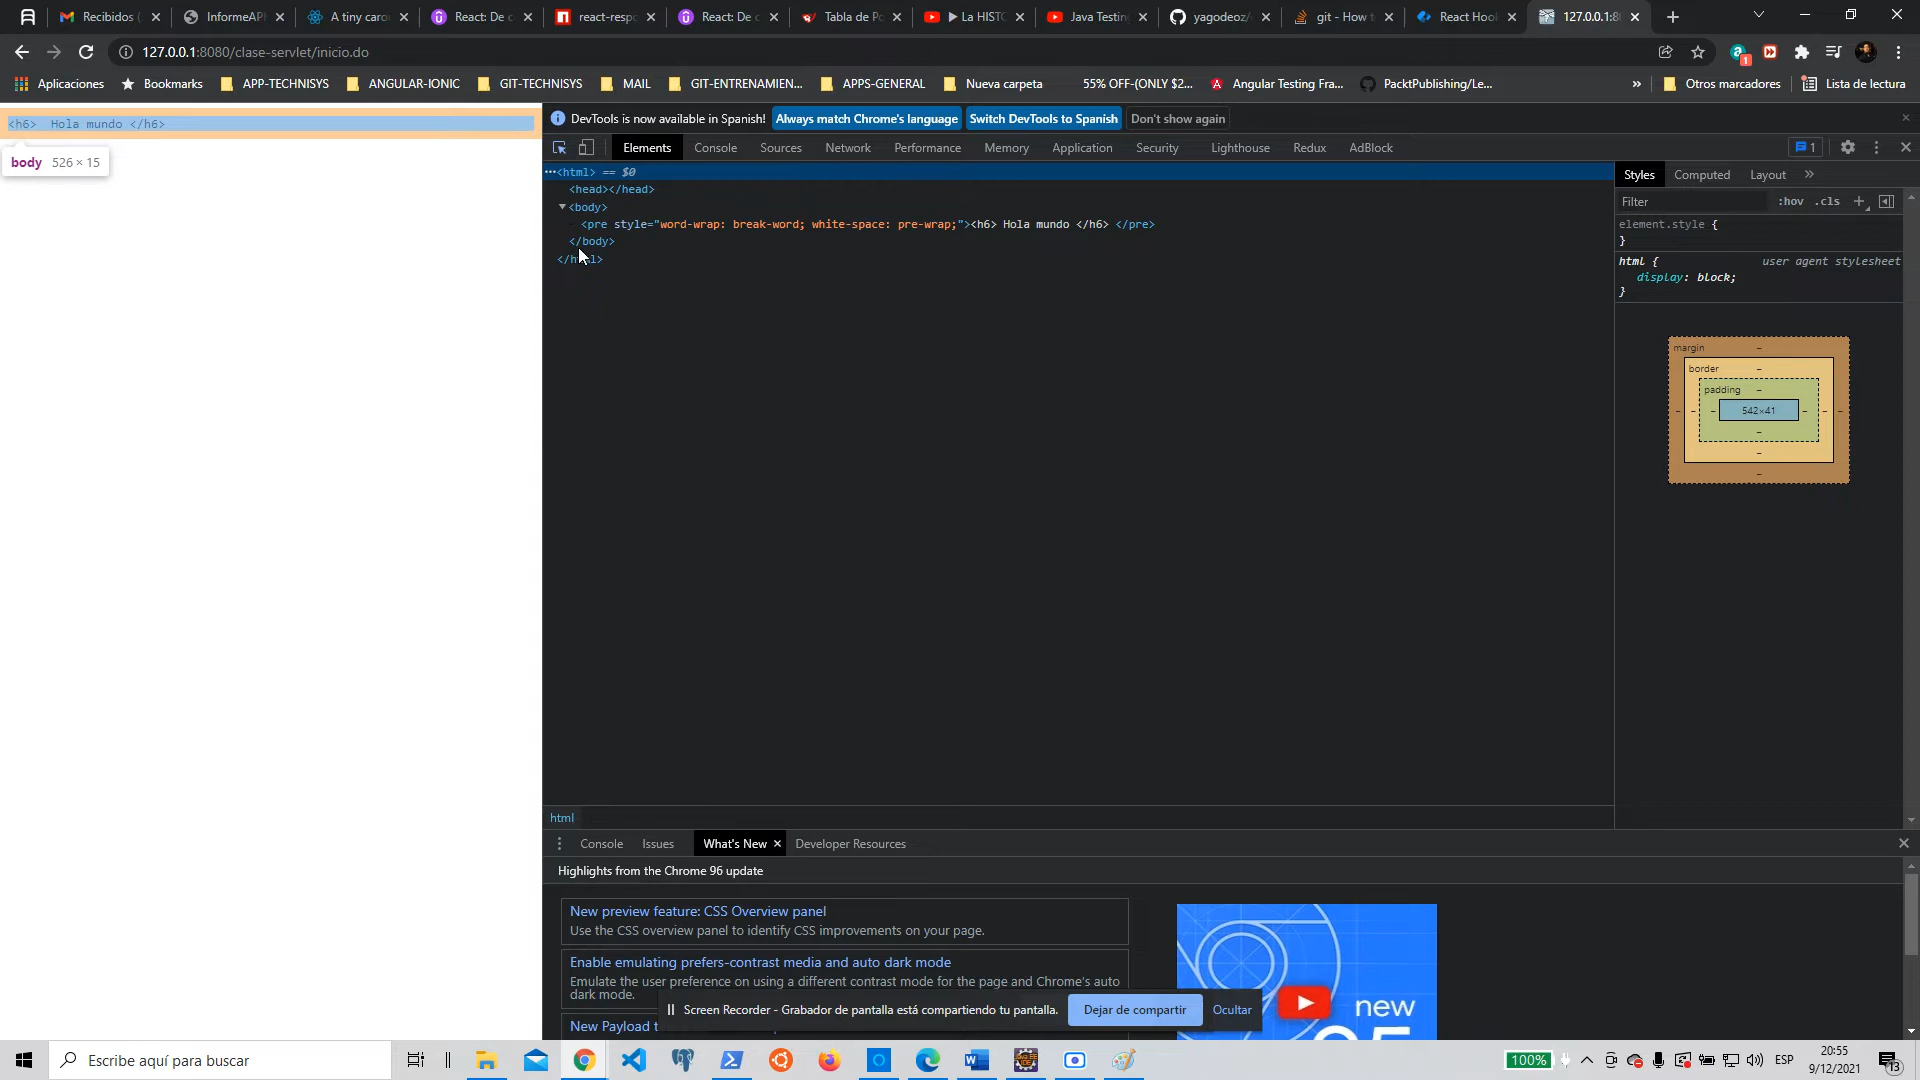 Recibidos (
InformeAPI
A tiny caro
React: De c
react-respo
React: De c
Tabla de Po
▶ La HISTO
Java Testin
yagodeoz/
git - How t
React Hoo
127.0.0.1:8
127.0.0.1:8080/clase-servlet/inicio.do
Aplicaciones
Bookmarks
APP-TECHNISYS
ANGULAR-IONIC
GIT-TECHNISYS
MAIL
GIT-ENTRENAMIEN...
APPS-GENERAL
Nueva carpeta
55% OFF-(ONLY $2...
Angular Testing Fra...
PacktPublishing/Le...
»
Otros marcadores
Lista de lectura
<h6>  Hola mundo </h6>
body 526 × 15
DevTools is now available in Spanish!
Always match Chrome's language
Switch DevTools to Spanish
Don't show again
Elements
Console
Sources
Network
Performance
Memory
Application
Security
Lighthouse
Redux
AdBlock
1
<html> == $0
<head></head>
<body>
<pre style="word-wrap: break-word; white-space: pre-wrap;"><h6> Hola mundo </h6> </pre>
</body>
</html>
Styles
Computed
Layout
»
Filter
:hov
.cls
element.style {
}
html {
user agent stylesheet
display: block;
}
margin
border
padding
542×41
html
Console
Issues
What's New
Developer Resources
Highlights from the Chrome 96 update
New preview feature: CSS Overview panel
Use the CSS overview panel to identify CSS improvements on your page.
Enable emulating prefers-contrast media and auto dark mode
Emulate the user preference on using a different contrast mode for the page and Chrome's auto
dark mode.
New Payload t
new
Screen Recorder - Grabador de pantalla está compartiendo tu pantalla.
Dejar de compartir
Ocultar
Escribe aquí para buscar
100%
ESP
20:55
9/12/2021
13